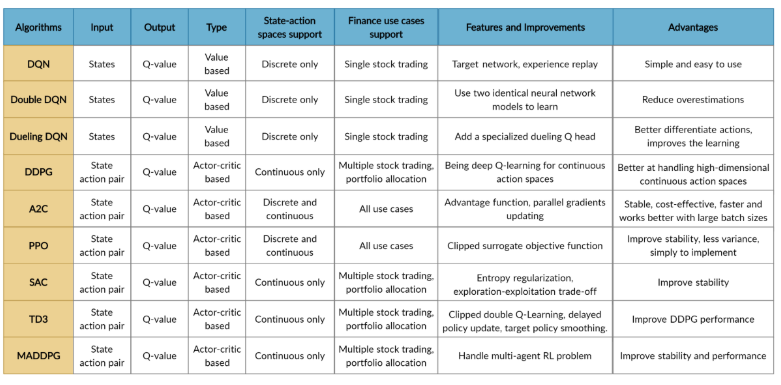 Algorithms Input Output Type State-action spaces support Finance use cases support Features and Improvements Advantages
DQN States Q-value Value based Discrete only Single stock trading Target network, experience replay Simple and easy to use
Double DQN States Q-value Value based Discrete only Single stock trading Use two identical neural network models to learn Reduce overestimations
Dueling DQN States Q-value Value based Discrete only Single stock trading Add a specialized dueling Q head Better differentiate actions, improves the learning
DDPG State action pair Q-value Actor-critic based Continuous only Multiple stock trading, portfolio allocation Being deep Q-learning for continuous action spaces Better at handling high-dimensional continuous action spaces
A2C State action pair Q-value Actor-critic based Discrete and continuous All use cases Advantage function, parallel gradients updating Stable, cost-effective, faster and works better with large batch sizes
PPO State action pair Q-value Actor-critic based Discrete and continuous All use cases Clipped surrogate objective function Improve stability, less variance, simply to implement
SAC State action pair Q-value Actor-critic based Continuous only Multiple stock trading, portfolio allocation Entropy regularization, exploration-exploitation trade-off Improve stability
TD3 State action pair Q-value Actor-critic based Continuous only Multiple stock trading, portfolio allocation Clipped double Q-Learning, delayed policy update, target policy smoothing. Improve DDPG performance
MADDPG State action pair Q-value Actor-critic based Continuous only Multiple stock trading, portfolio allocation Handle multi-agent RL problem Improve stability and performance